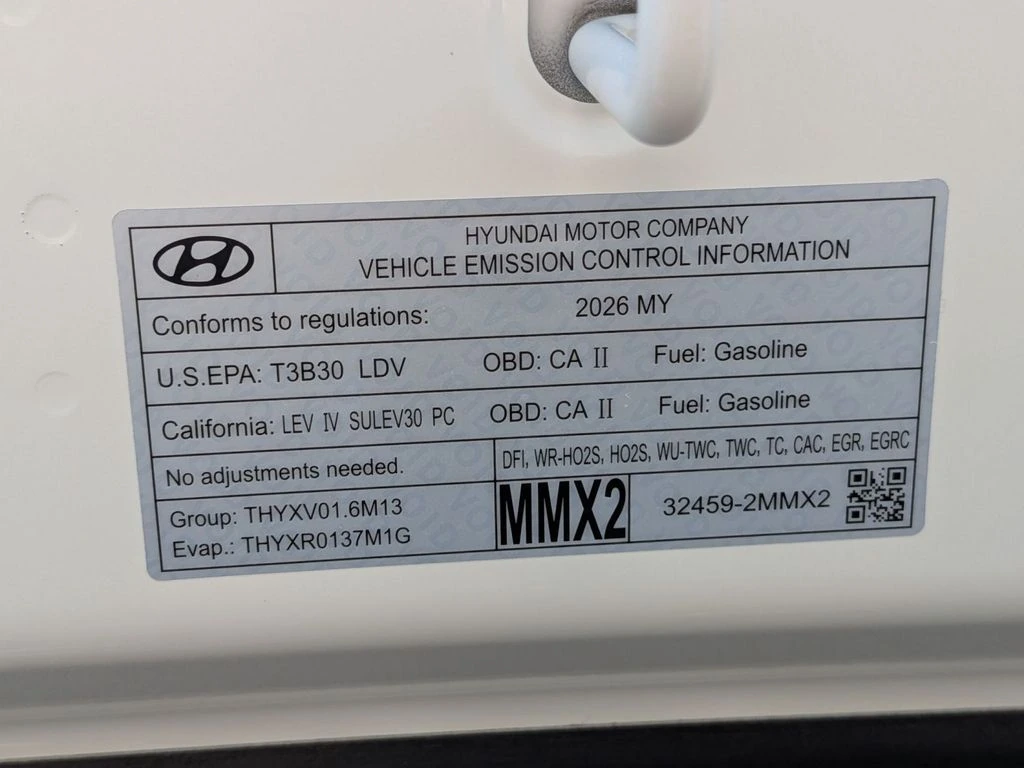 HYUNDAI MOTOR COMPANY
VEHICLE EMISSION CONTROL INFORMATION
Conforms to regulations: 2026 MY
U.S.EPA: T3B30 LDV OBD: CA II Fuel: Gasoline
California: LEV IV SULEV30 PC OBD: CA II Fuel: Gasoline
No adjustments needed.
DFI, WR-HO2S, HO2S, WU-TWC, TWC, TC, CAC, EGR, EGRC
Group: THYXV01.6M13
Evap.: THYXR0137M1G
MMX2
32459-2MMX2